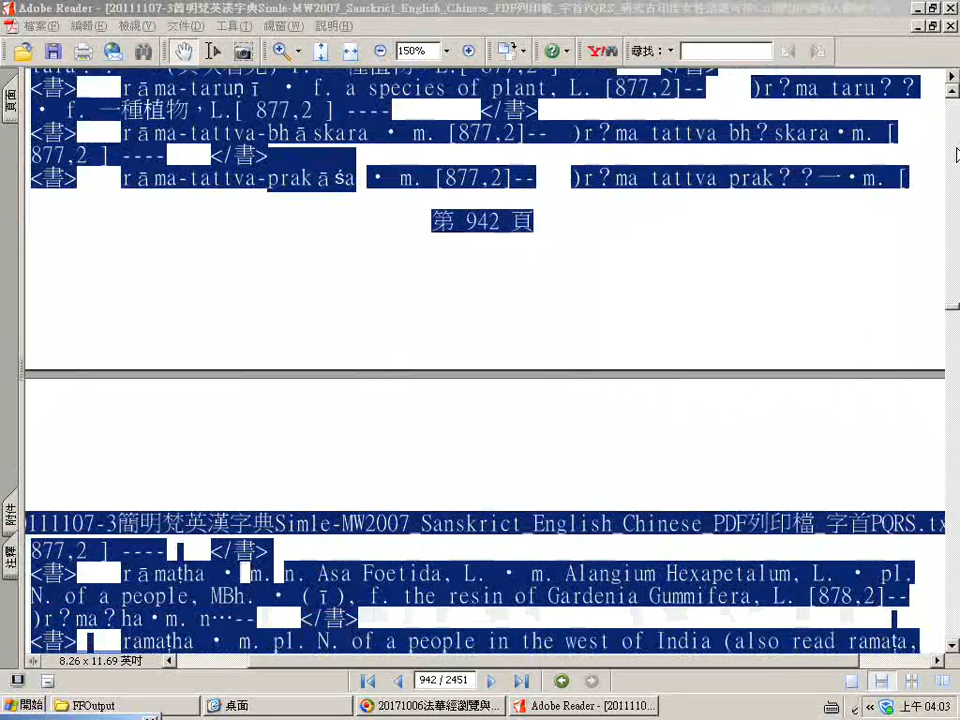 Adobe Reader - [20111107-3簡明梵英漢字典Simle-MW2007_Sanskrict_English_Chinese_PDF列印檔_字首PQRS
檔案(F) 編輯(E) 檢視(V) 文件(D) 工具(T) 視窗(W) 說明(H)
150% 尋找:
頁面
<書> rāma-taruṇī • f. a species of plant, L. [877,2]-- )r?ma taru??
• f. 一種植物，L.[ 877,2 ] ---- </書>
<書> rāma-tattva-bhāskara • m. [877,2]-- )r?ma tattva bh?skara•m. [
877,2 ] ---- </書>
<書> rāma-tattva-prakāśa • m. [877,2]-- )r?ma tattva prak??一•m. [
第 942 頁
附件
注釋
0111107-3簡明梵英漢字典Simle-MW2007_Sanskrict_English_Chinese_PDF列印檔_字首PQRS.tx
877,2 ] ---- </書>
<書> rāmaṭha • m. n. Asa Foetida, L. • m. Alangium Hexapetalum, L. • pl.
N. of a people, MBh. • (ī), f. the resin of Gardenia Gummifera, L. [878,2]--
)r?ma?ha•m. n…-- </書>
<書> ramaṭha • m. pl. N. of a people in the west of India (also read ramaṭa,
8.26 x 11.69 英吋
942 / 2451
開始 FFOutput 桌面 20171006法華經瀏覽與... Adobe Reader - [2011110... 上午 04:03